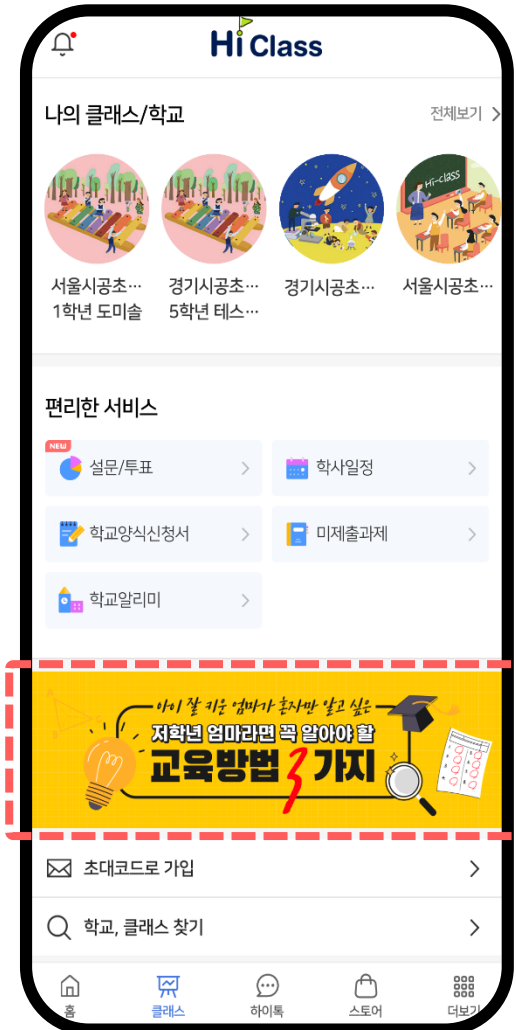 Hi Class
나의 클래스/학교
전체보기
Hi-class
서울시공초…
1학년 도미솔
경기시공초…
5학년 테스…
경기시공초…
서울시공초…
편리한 서비스
NEW
설문/투표
학사일정
학교양식신청서
미제출과제
학교알리미
아이 잘 키운 엄마가 혼자만 알고 싶은
저학년 엄마라면 꼭 알아야 할
교육방법 3가지
초대코드로 가입
학교, 클래스 찾기
홈
클래스
하이톡
스토어
더보기